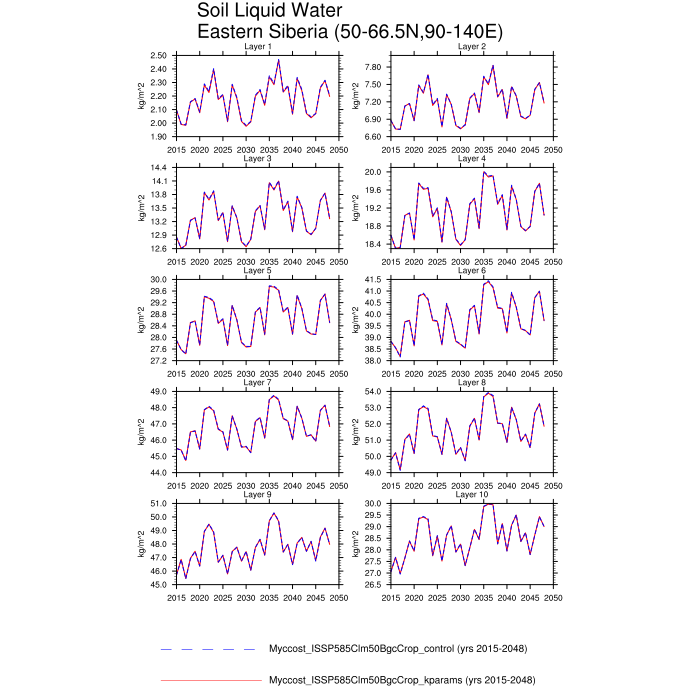 Soil Liquid Water
Eastern Siberia (50-66.5N,90-140E)
Layer 1
2.50
2.40
2.30
2.20
2.10
2.00
1.90
kg/m^2
2015 2020 2025 2030 2035 2040 2045 2050
Layer 2
7.80
7.50
7.20
6.90
6.60
kg/m^2
2015 2020 2025 2030 2035 2040 2045 2050
Layer 3
14.4
13.8
13.2
12.6
kg/m^2
2015 2020 2025 2030 2035 2040 2045 2050
Layer 4
20.0
19.6
19.2
18.8
18.4
kg/m^2
2015 2020 2025 2030 2035 2040 2045 2050
Layer 5
30.0
29.6
29.2
28.8
28.4
28.0
27.6
27.2
kg/m^2
2015 2020 2025 2030 2035 2040 2045 2050
Layer 6
41.5
41.0
40.5
40.0
39.5
39.0
38.5
38.0
kg/m^2
2015 2020 2025 2030 2035 2040 2045 2050
Layer 7
49.0
48.0
47.0
46.0
45.0
44.0
kg/m^2
2015 2020 2025 2030 2035 2040 2045 2050
Layer 8
54.0
53.0
52.0
51.0
50.0
49.0
kg/m^2
2015 2020 2025 2030 2035 2040 2045 2050
Layer 9
51.0
50.0
49.0
48.0
47.0
46.0
45.0
kg/m^2
2015 2020 2025 2030 2035 2040 2045 2050
Layer 10
30.0
29.5
29.0
28.5
28.0
27.5
27.0
26.5
kg/m^2
2015 2020 2025 2030 2035 2040 2045 2050
Myccost_ISSP585Clm50BgcCrop_control (yrs 2015-2048)
Myccost_ISSP585Clm50BgcCrop_kparams (yrs 2015-2048)